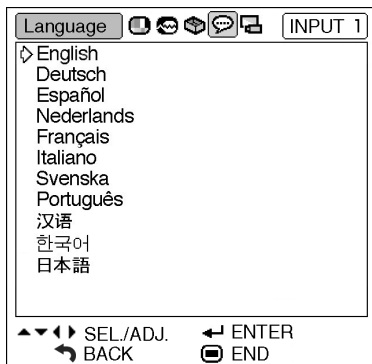 Language INPUT 1
English
Deutsch
Español
Nederlands
Français
Italiano
Svenska
Português
汉语
한국어
日本語
SEL./ADJ. ENTER
BACK END